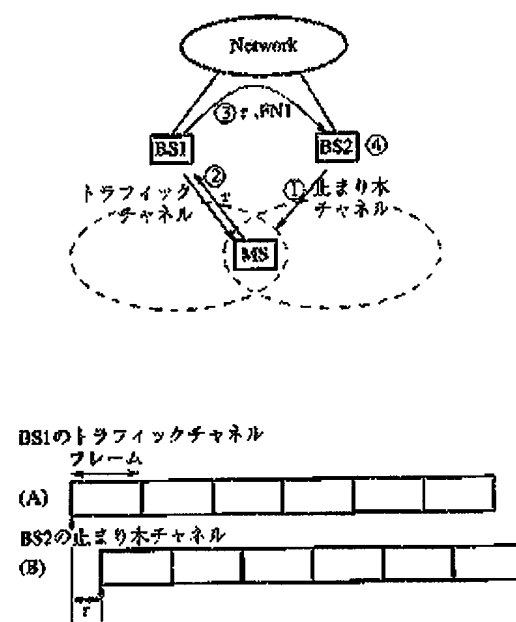 Network
③ r, FN1
BS1
BS2 ④
②
r
トラフィック
チャネル
① 止まり木
チャネル
MS
BS1のトラフィックチャネル
フレーム
(A)
BS2の止まり木チャネル
(B)
r